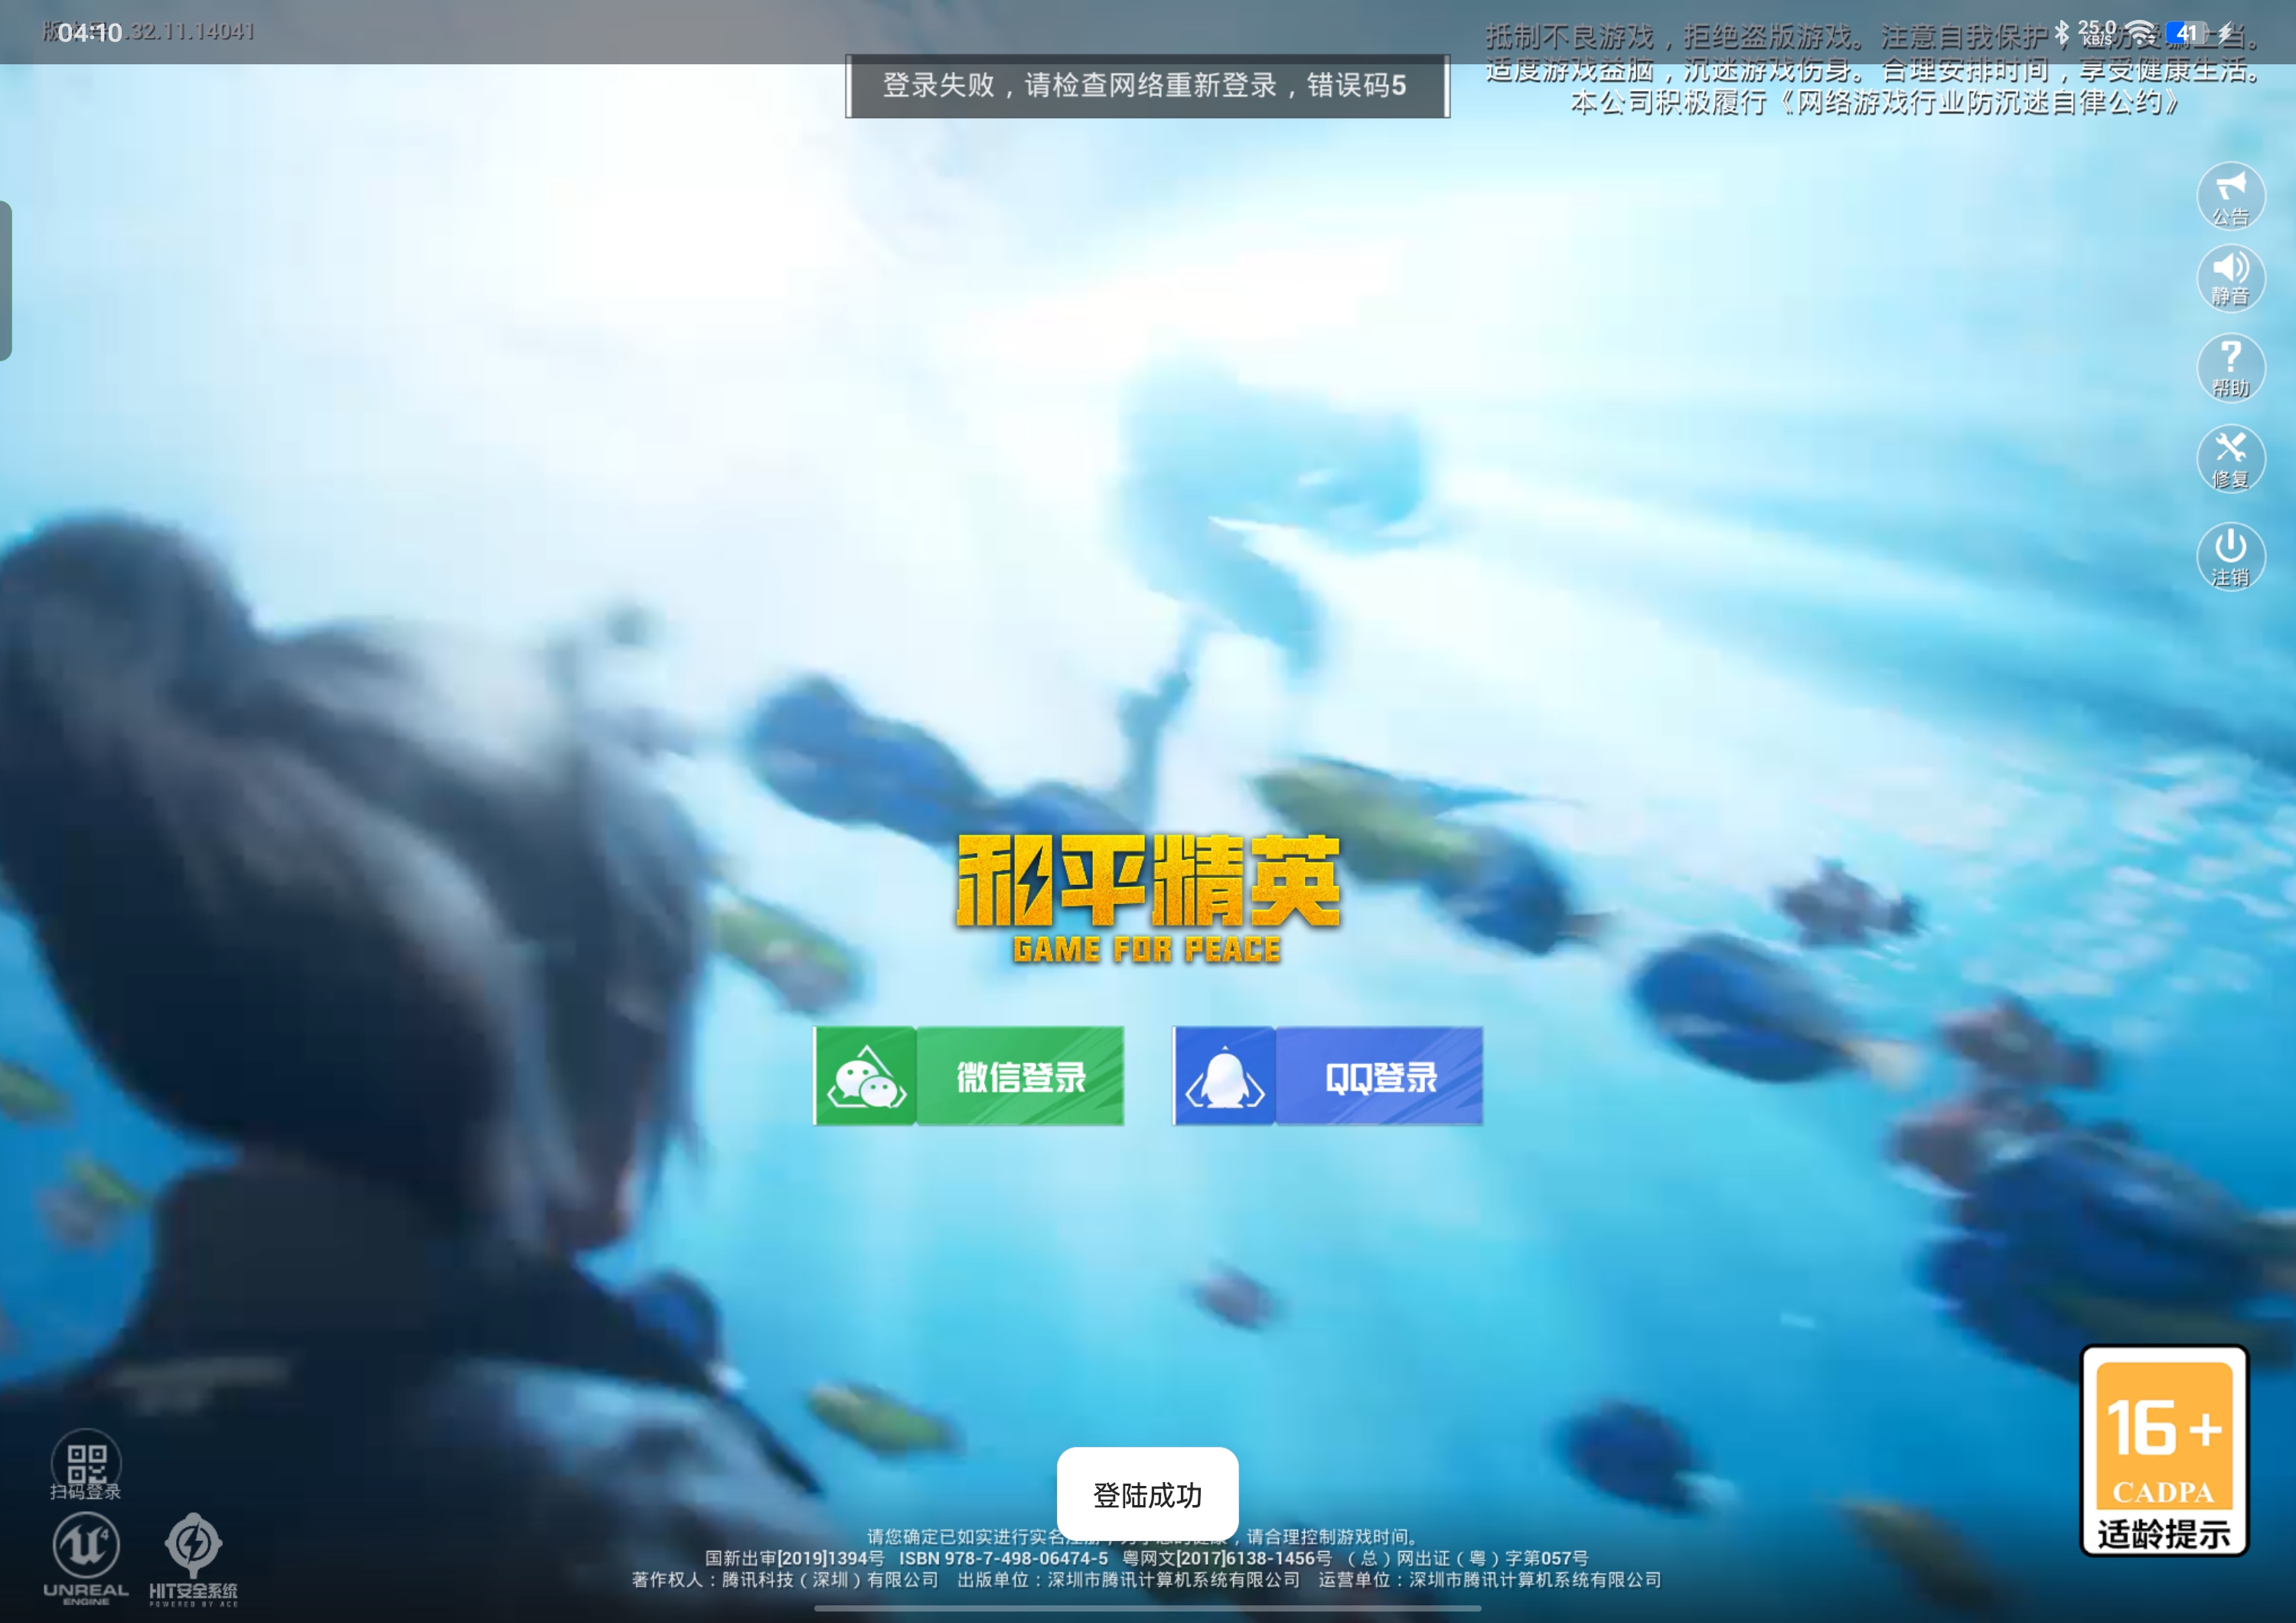 04:10
.32.11.14041
25.0 KB/S
41
抵制不良游戏，拒绝盗版游戏。注意自我保护，
适度游戏益脑，沉迷游戏伤身。合理安排时间，享受健康生活。
本公司积极履行《网络游戏行业防沉迷自律公约》
登录失败，请检查网络重新登录，错误码5
公告
静音
帮助
修复
注销
和平精英
GAME FOR PEACE
微信登录
QQ登录
扫码登录
UNREAL
ENGINE
HIT安全系统
POWERED BY ACE
登陆成功
请您确定已如实进行实名
，请合理控制游戏时间。
国新出审[2019]1394号 ISBN 978-7-498-06474-5 粤网文[2017]6138-1456号 （总）网出证（粤）字第057号
著作权人：腾讯科技（深圳）有限公司 出版单位：深圳市腾讯计算机系统有限公司 运营单位：深圳市腾讯计算机系统有限公司
16+
CADPA
适龄提示